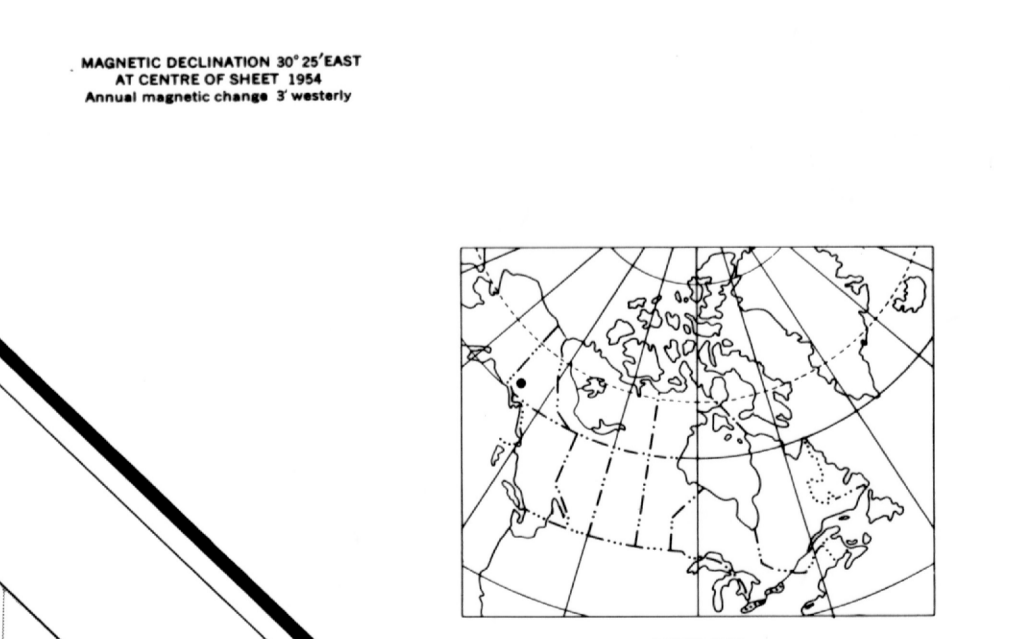 MAGNETIC DECLINATION 30° 25′ EAST
AT CENTRE OF SHEET 1954
Annual magnetic change 3′ westerly